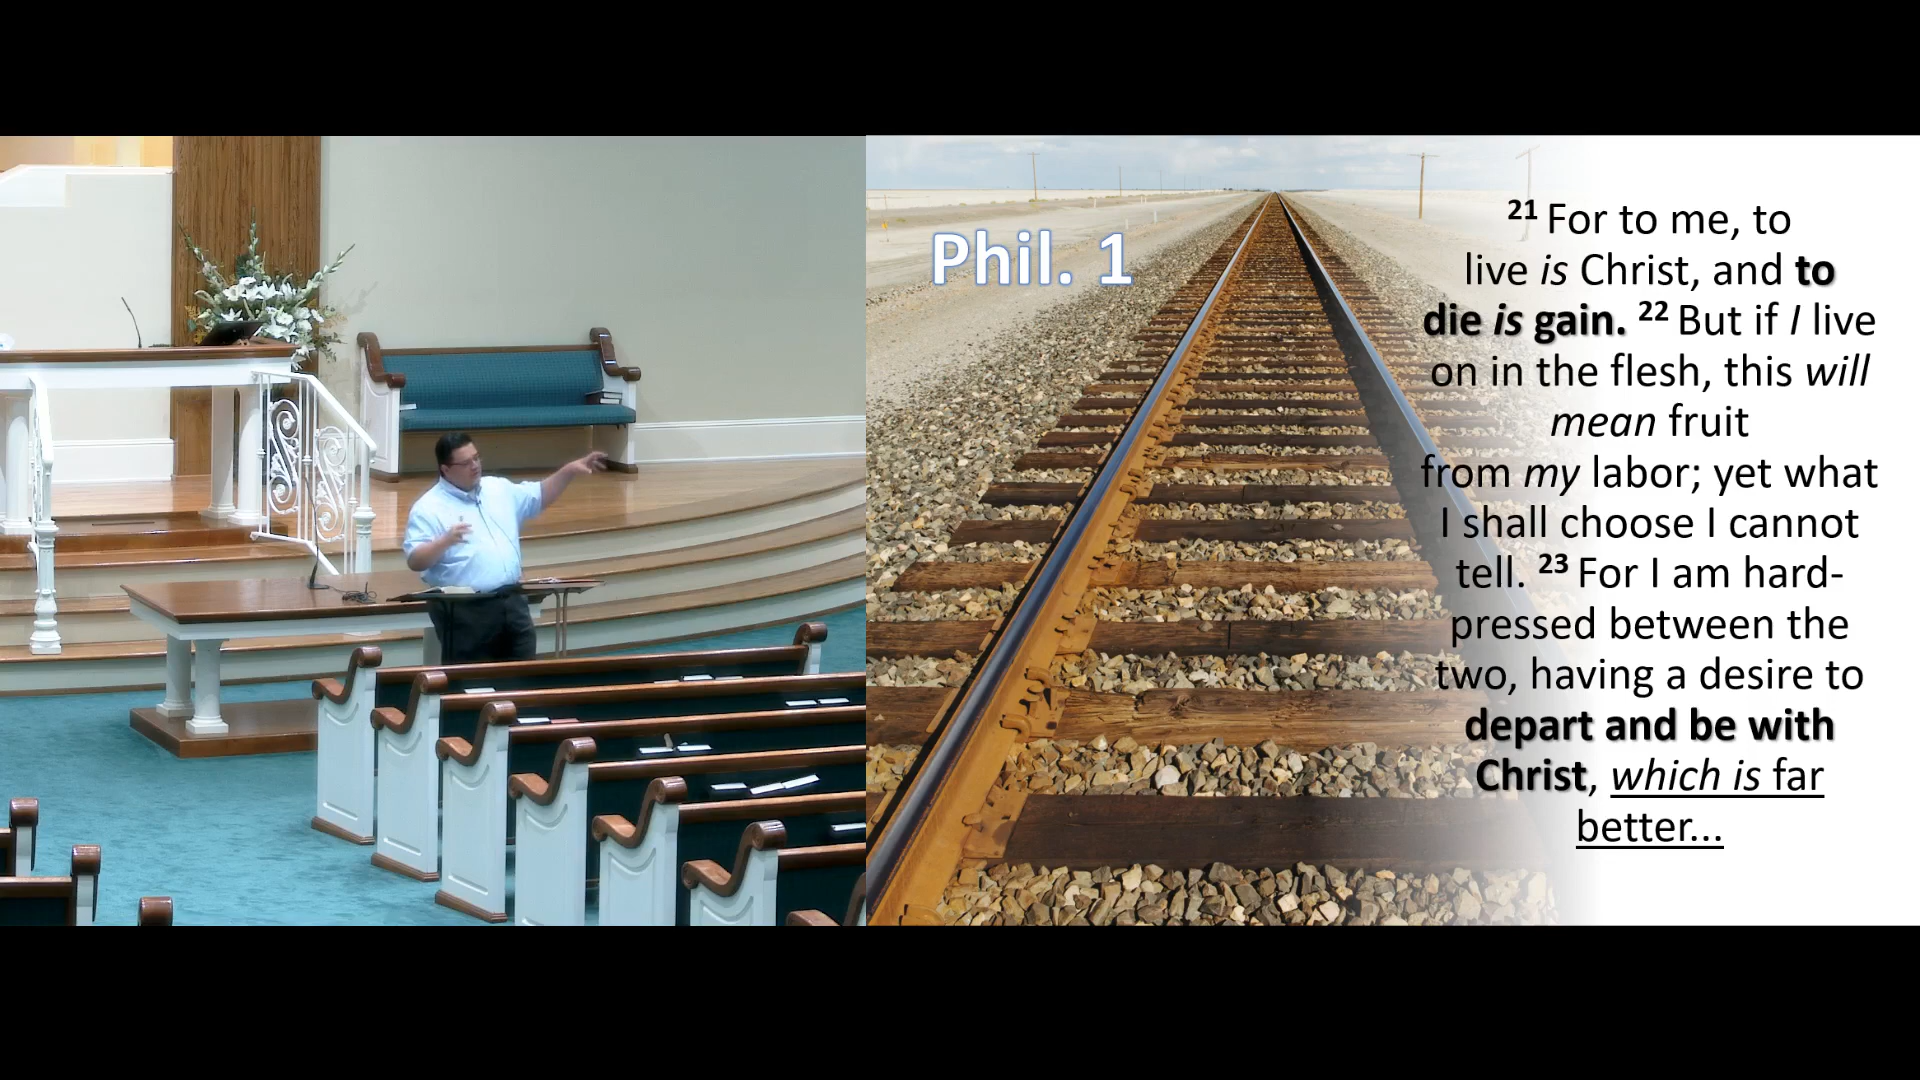 Phil. 1
21 For to me, to
live is Christ, and to
die is gain. 22 But if I live
on in the flesh, this will
mean fruit
from my labor; yet what
I shall choose I cannot
tell. 23 For I am hard-
pressed between the
two, having a desire to
depart and be with
Christ, which is far
better...